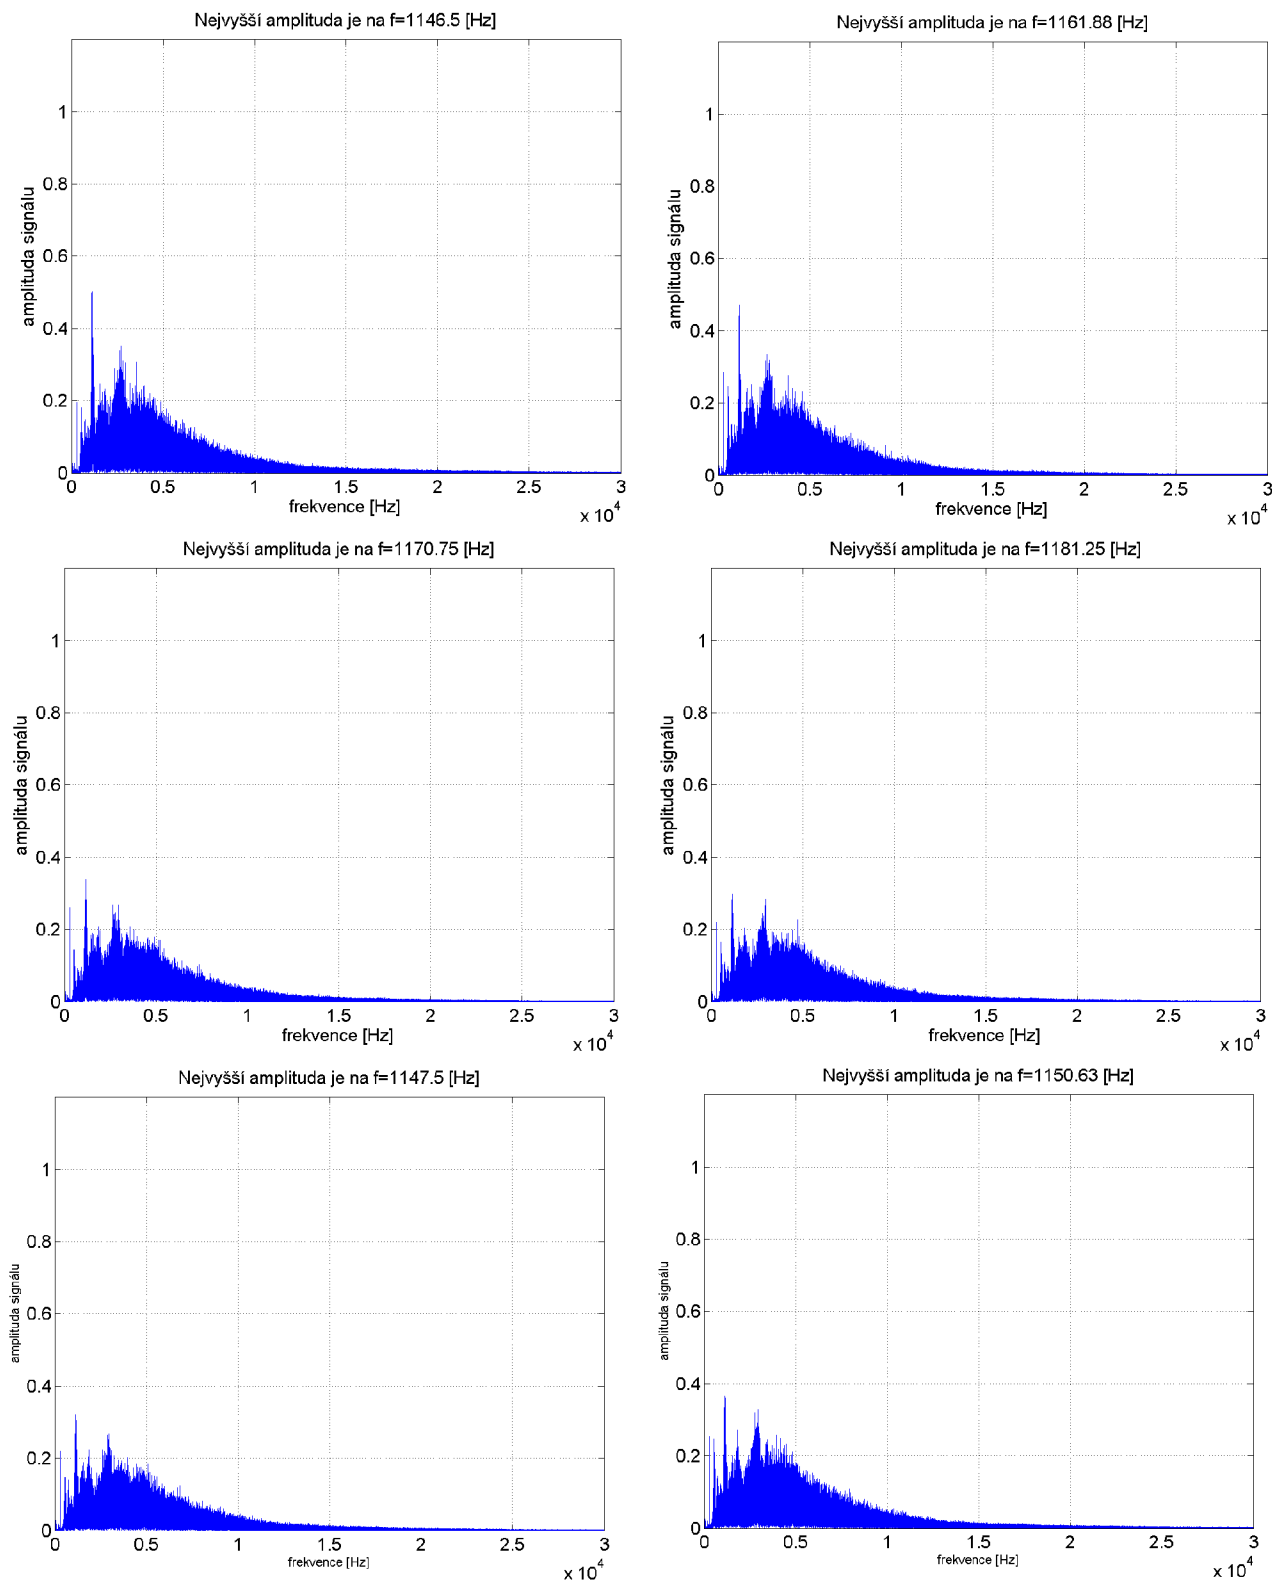 Nejvyšší amplituda je na f=1146.5 [Hz]
1
0.8
0.6
0.4
0.2
0
amplituda signálu
0 0.5 1 1.5 2 2.5 3
frekvence [Hz]
x 10^4
Nejvyšší amplituda je na f=1161.88 [Hz]
1
0.8
0.6
0.4
0.2
0
amplituda signálu
0 0.5 1 1.5 2 2.5 3
frekvence [Hz]
x 10^4
Nejvyšší amplituda je na f=1170.75 [Hz]
1
0.8
0.6
0.4
0.2
0
amplituda signálu
0 0.5 1 1.5 2 2.5 3
frekvence [Hz]
x 10^4
Nejvyšší amplituda je na f=1181.25 [Hz]
1
0.8
0.6
0.4
0.2
0
amplituda signálu
0 0.5 1 1.5 2 2.5 3
frekvence [Hz]
x 10^4
Nejvyšší amplituda je na f=1147.5 [Hz]
1
0.8
0.6
0.4
0.2
0
amplituda signálu
0 0.5 1 1.5 2 2.5 3
frekvence [Hz]
x 10^4
Nejvyšší amplituda je na f=1150.63 [Hz]
1
0.8
0.6
0.4
0.2
0
amplituda signálu
0 0.5 1 1.5 2 2.5 3
frekvence [Hz]
x 10^4